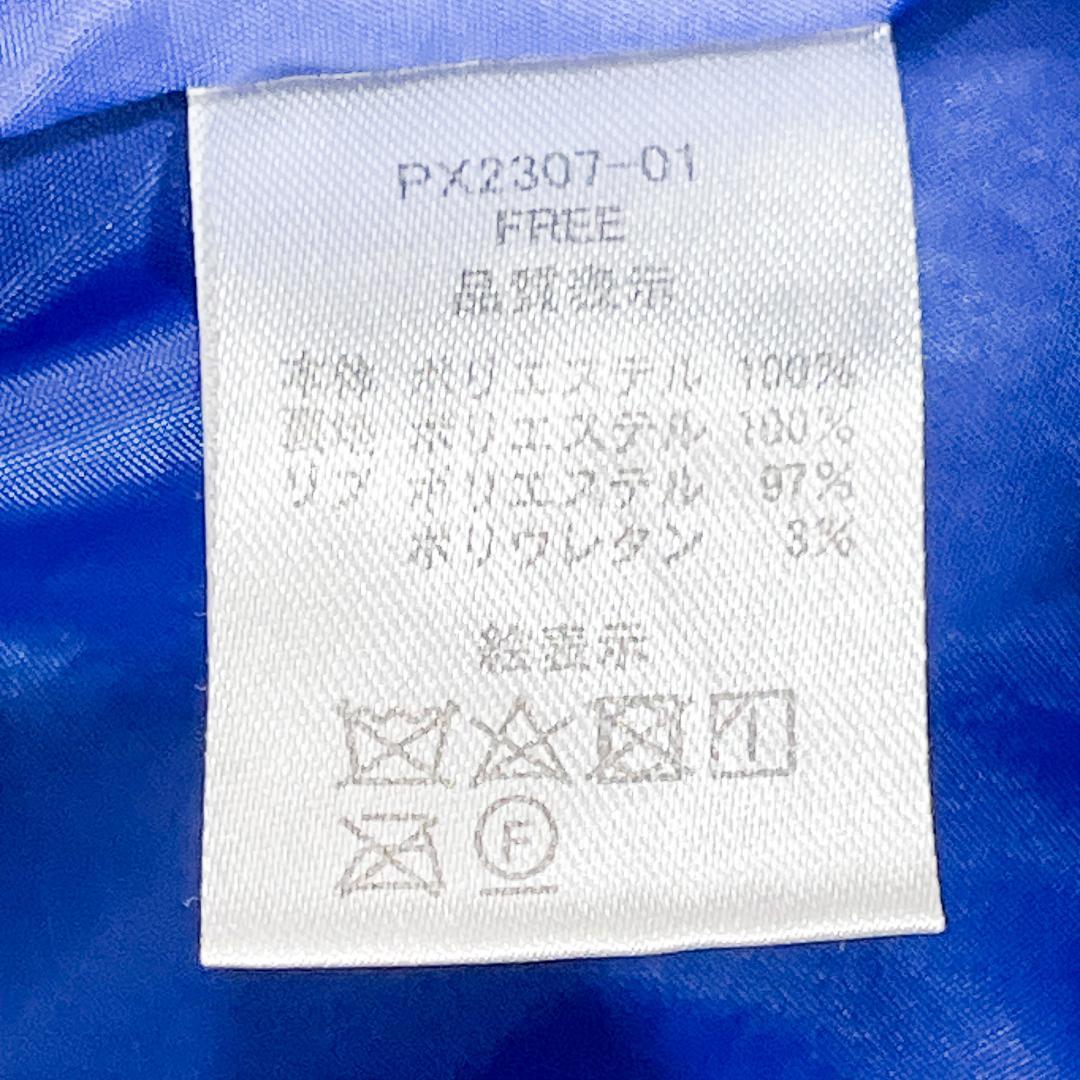 PX2307-01
FREE
品質表示
本体 ポリエステル 100%
裏地 ポリエステル 100%
リブ ポリエステル 97%
ポリウレタン 3%
絵表示
F